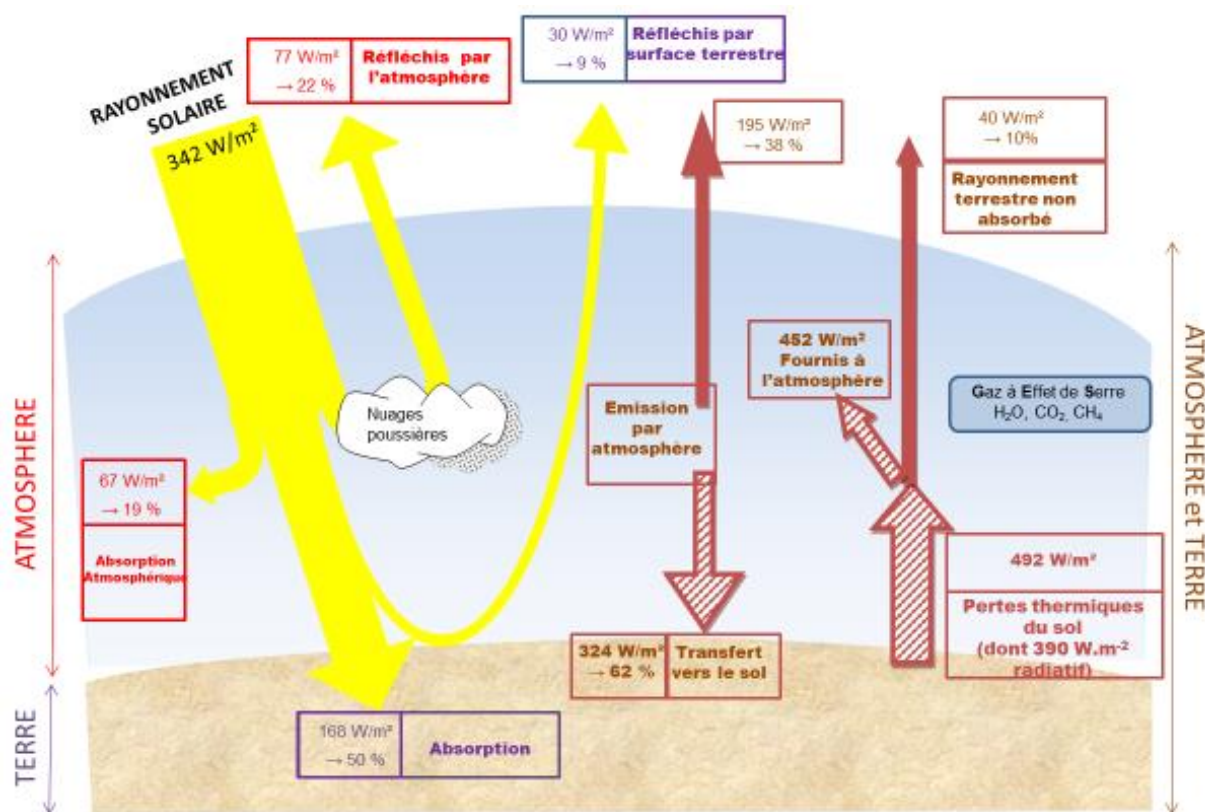 RAYONNEMENT
SOLAIRE
342 W/m²
77 W/m²
→ 22 %
Réfléchis par
l'atmosphère
30 W/m²
→ 9 %
Réfléchis par
surface terrestre
195 W/m²
→ 38 %
40 W/m²
→ 10%
Rayonnement
terrestre non
absorbé
ATMOSPHERE
TERRE
ATMOSPHERE et TERRE
Nuages
poussières
67 W/m²
→ 19 %
Absorption
Atmosphérique
452 W/m²
Fournis à
l'atmosphère
Emission
par
atmosphère
Gaz à Effet de Serre
H₂O, CO₂, CH₄
492 W/m²
Pertes thermiques
du sol
(dont 390 W.m⁻²
radiatif)
324 W/m²
→ 62 %
Transfert
vers le sol
168 W/m²
→ 50 %
Absorption